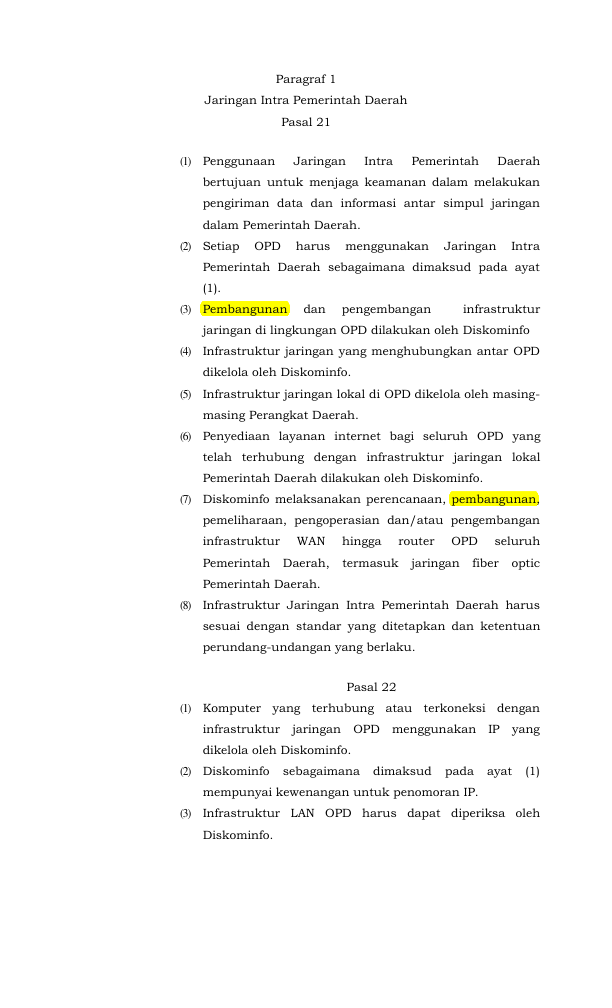 Paragraf 1
Jaringan Intra Pemerintah Daerah
Pasal 21
(1) Penggunaan Jaringan Intra Pemerintah Daerah
bertujuan untuk menjaga keamanan dalam melakukan
pengiriman data dan informasi antar simpul jaringan
dalam Pemerintah Daerah.
(2) Setiap OPD harus menggunakan Jaringan Intra
Pemerintah Daerah sebagaimana dimaksud pada ayat
(1).
(3) Pembangunan dan pengembangan infrastruktur
jaringan di lingkungan OPD dilakukan oleh Diskominfo
(4) Infrastruktur jaringan yang menghubungkan antar OPD
dikelola oleh Diskominfo.
(5) Infrastruktur jaringan lokal di OPD dikelola oleh masing-
masing Perangkat Daerah.
(6) Penyediaan layanan internet bagi seluruh OPD yang
telah terhubung dengan infrastruktur jaringan lokal
Pemerintah Daerah dilakukan oleh Diskominfo.
(7) Diskominfo melaksanakan perencanaan, pembangunan,
pemeliharaan, pengoperasian dan/atau pengembangan
infrastruktur WAN hingga router OPD seluruh
Pemerintah Daerah, termasuk jaringan fiber optic
Pemerintah Daerah.
(8) Infrastruktur Jaringan Intra Pemerintah Daerah harus
sesuai dengan standar yang ditetapkan dan ketentuan
perundang-undangan yang berlaku.
Pasal 22
(1) Komputer yang terhubung atau terkoneksi dengan
infrastruktur jaringan OPD menggunakan IP yang
dikelola oleh Diskominfo.
(2) Diskominfo sebagaimana dimaksud pada ayat (1)
mempunyai kewenangan untuk penomoran IP.
(3) Infrastruktur LAN OPD harus dapat diperiksa oleh
Diskominfo.